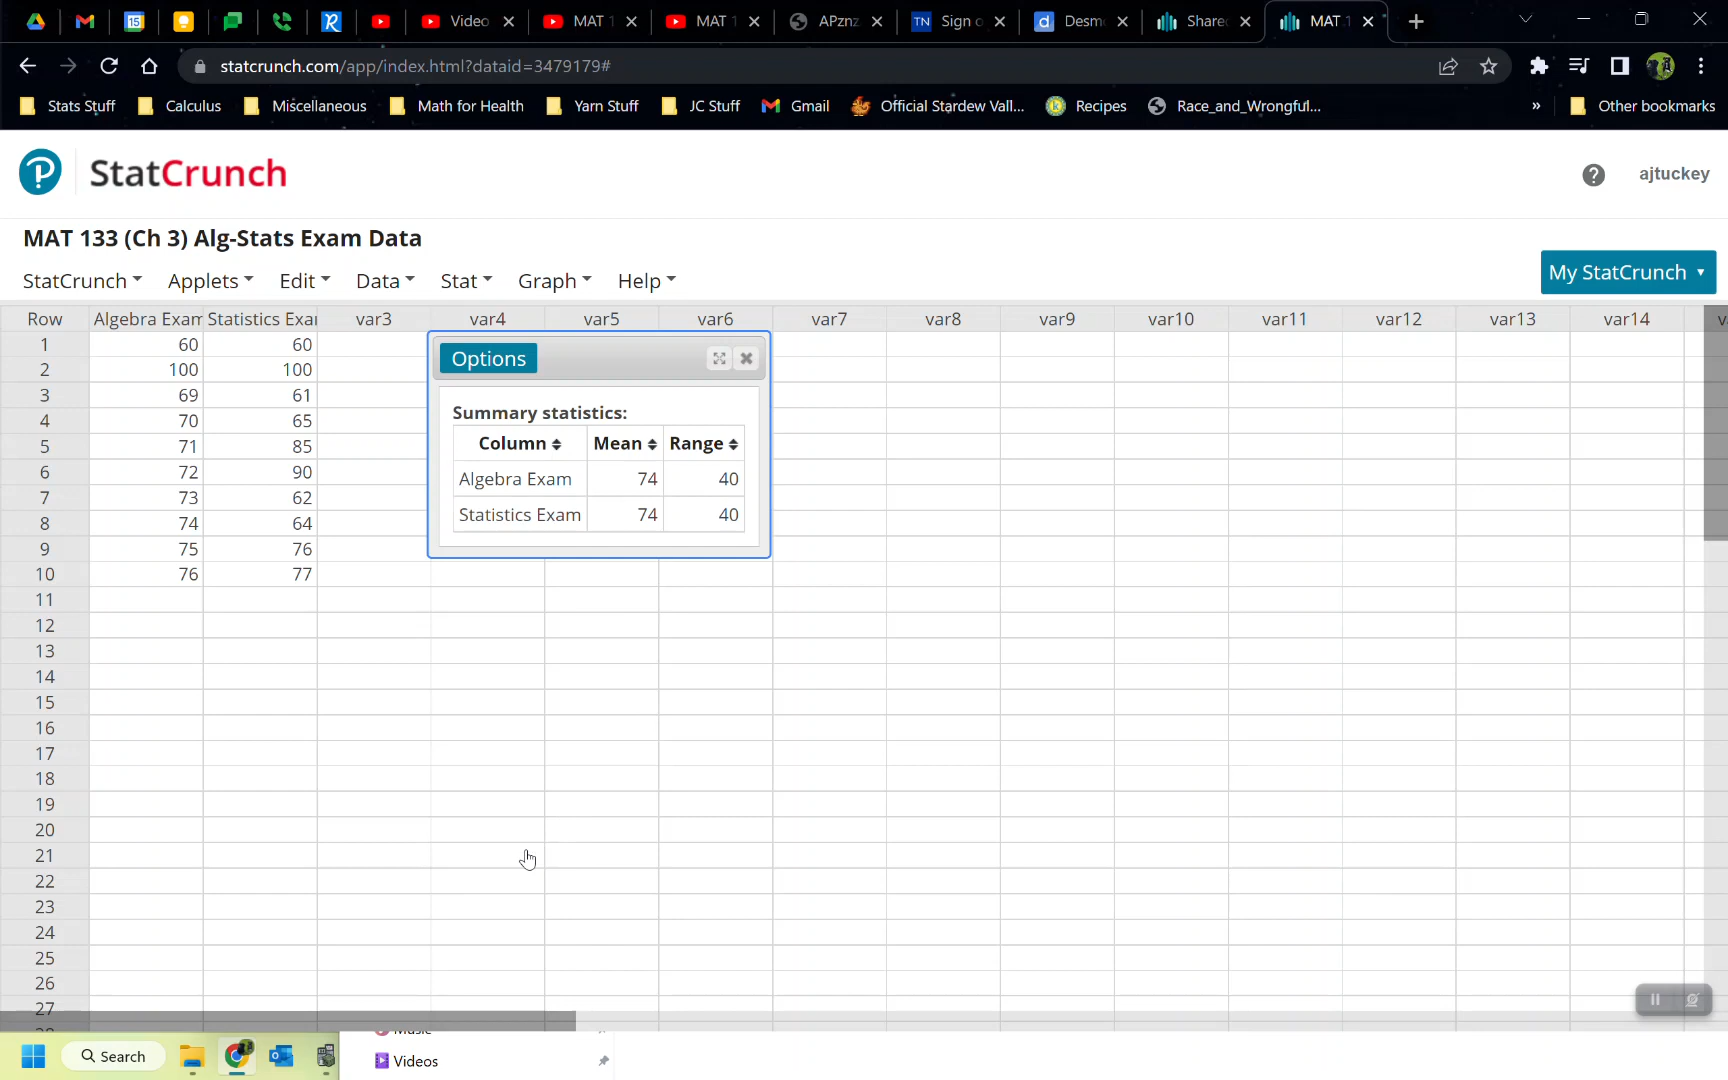 Video
MAT 1
MAT 1
APznz
TN Sign o
d Desm
Shared
MAT 1
statcrunch.com/app/index.html?dataid=3479179#
Stats Stuff Calculus Miscellaneous Math for Health Yarn Stuff JC Stuff Gmail Official Stardew Vall... Recipes Race_and_Wrongful... » Other bookmarks
P StatCrunch ? ajtuckey
MAT 133 (Ch 3) Alg-Stats Exam Data
StatCrunch Applets Edit Data Stat Graph Help My StatCrunch
Row Algebra Exam Statistics Exa var3 var4 var5 var6 var7 var8 var9 var10 var11 var12 var13 var14
1 60 60
2 100 100
3 69 61
4 70 65
5 71 85
6 72 90
7 73 62
8 74 64
9 75 76
10 76 77
11
12
13
14
15
16
17
18
19
20
21
22
23
24
25
26
27
Options
Summary statistics:
Column Mean Range
Algebra Exam 74 40
Statistics Exam 74 40
Search
Videos